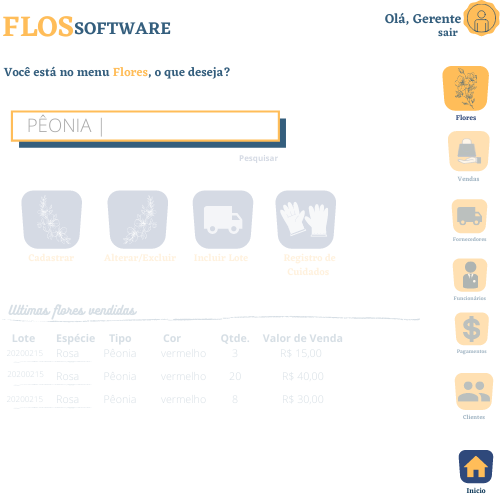 FLOSSOFTWARE
Olá, Gerente
sair
Você está no menu Flores, o que deseja?
Flores
PÊONIA |
Pesquisar
Vendas
Cadastrar
Alterar/Excluir
Incluir Lote
Registro de
Cuidados
Fornecedores
Funcionários
Ultimas flores vendidas
Lote Espécie Tipo Cor Qtde. Valor de Venda
20200215 Rosa Pêonia vermelho 3 R$ 15,00
20200215 Rosa Pêonia vermelho 20 R$ 40,00
20200215 Rosa Pêonia vermelho 8 R$ 30,00
Pagamentos
Clientes
Início